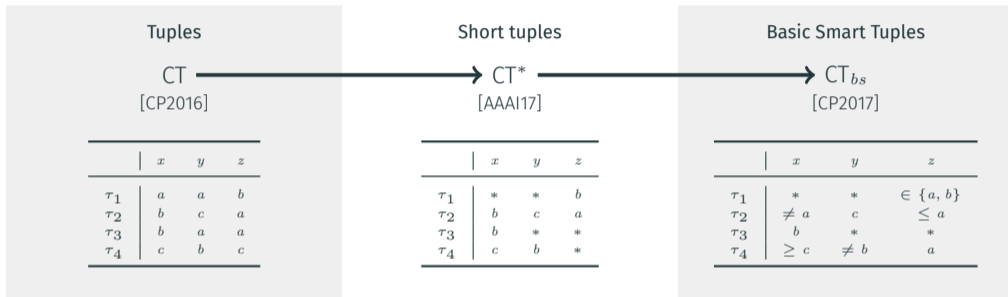 Tuples
CT
[CP2016]
x y z
τ1 a a b
τ2 b c a
τ3 b a a
τ4 c b c
Short tuples
CT*
[AAAI17]
x y z
τ1 * * b
τ2 b c a
τ3 b * *
τ4 c b *
Basic Smart Tuples
CTbs
[CP2017]
x y z
τ1 * * ∈ {a, b}
τ2 ≠ a c ≤ a
τ3 b * *
τ4 ≥ c ≠ b a